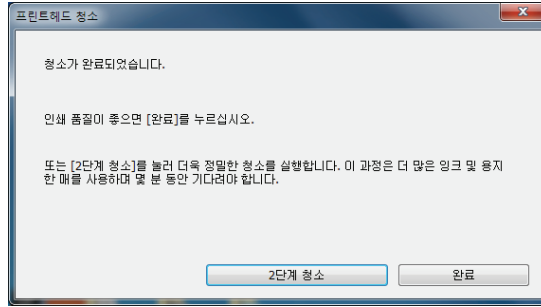 프린트헤드 청소
청소가 완료되었습니다.
인쇄 품질이 좋으면 [완료]를 누르십시오.
또는 [2단계 청소]를 눌러 더욱 정밀한 청소를 실행합니다. 이 과정은 더 많은 잉크 및 용지
한 매를 사용하며 몇 분 동안 기다려야 합니다.
2단계 청소
완료